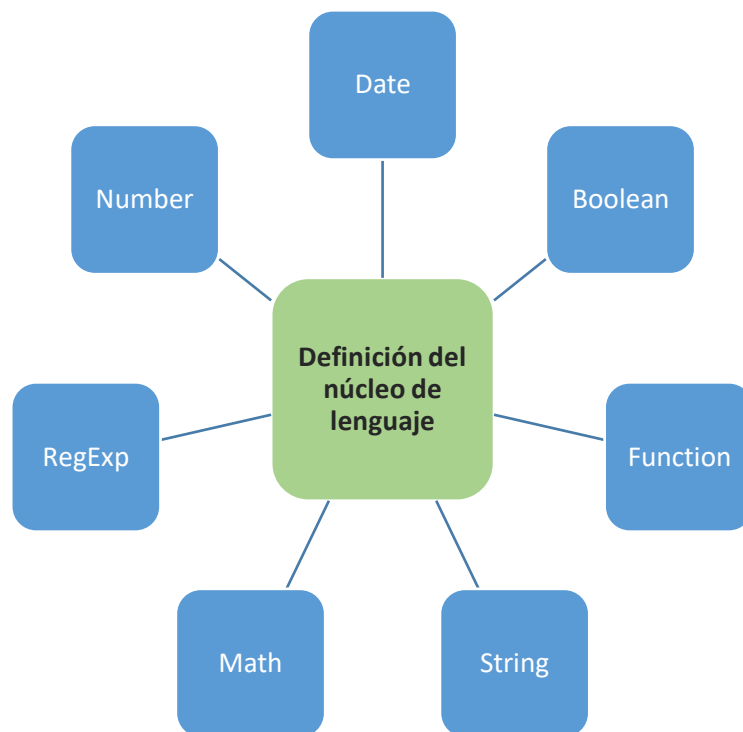 Date
Number
Boolean
Definición del
núcleo de
lenguaje
RegExp
Function
Math
String